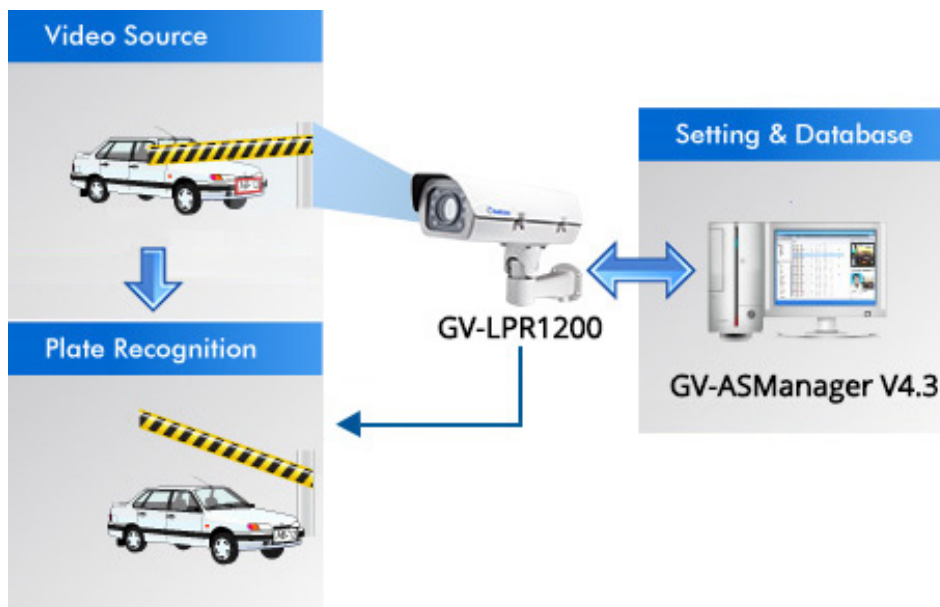 Video Source
Setting & Database
GV-LPR1200
Plate Recognition
GV-ASManager V4.3